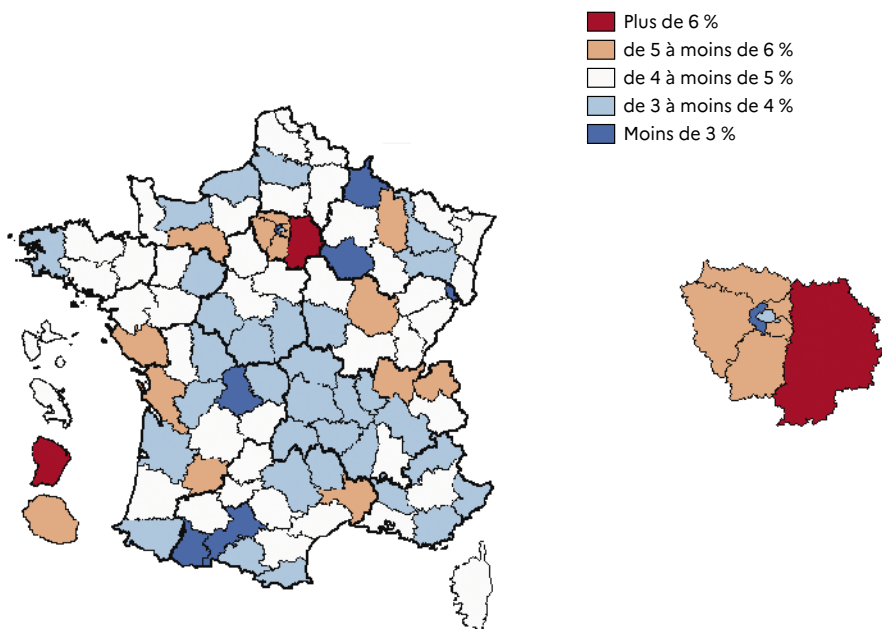 Plus de 6 %
de 5 à moins de 6 %
de 4 à moins de 5 %
de 3 à moins de 4 %
Moins de 3 %